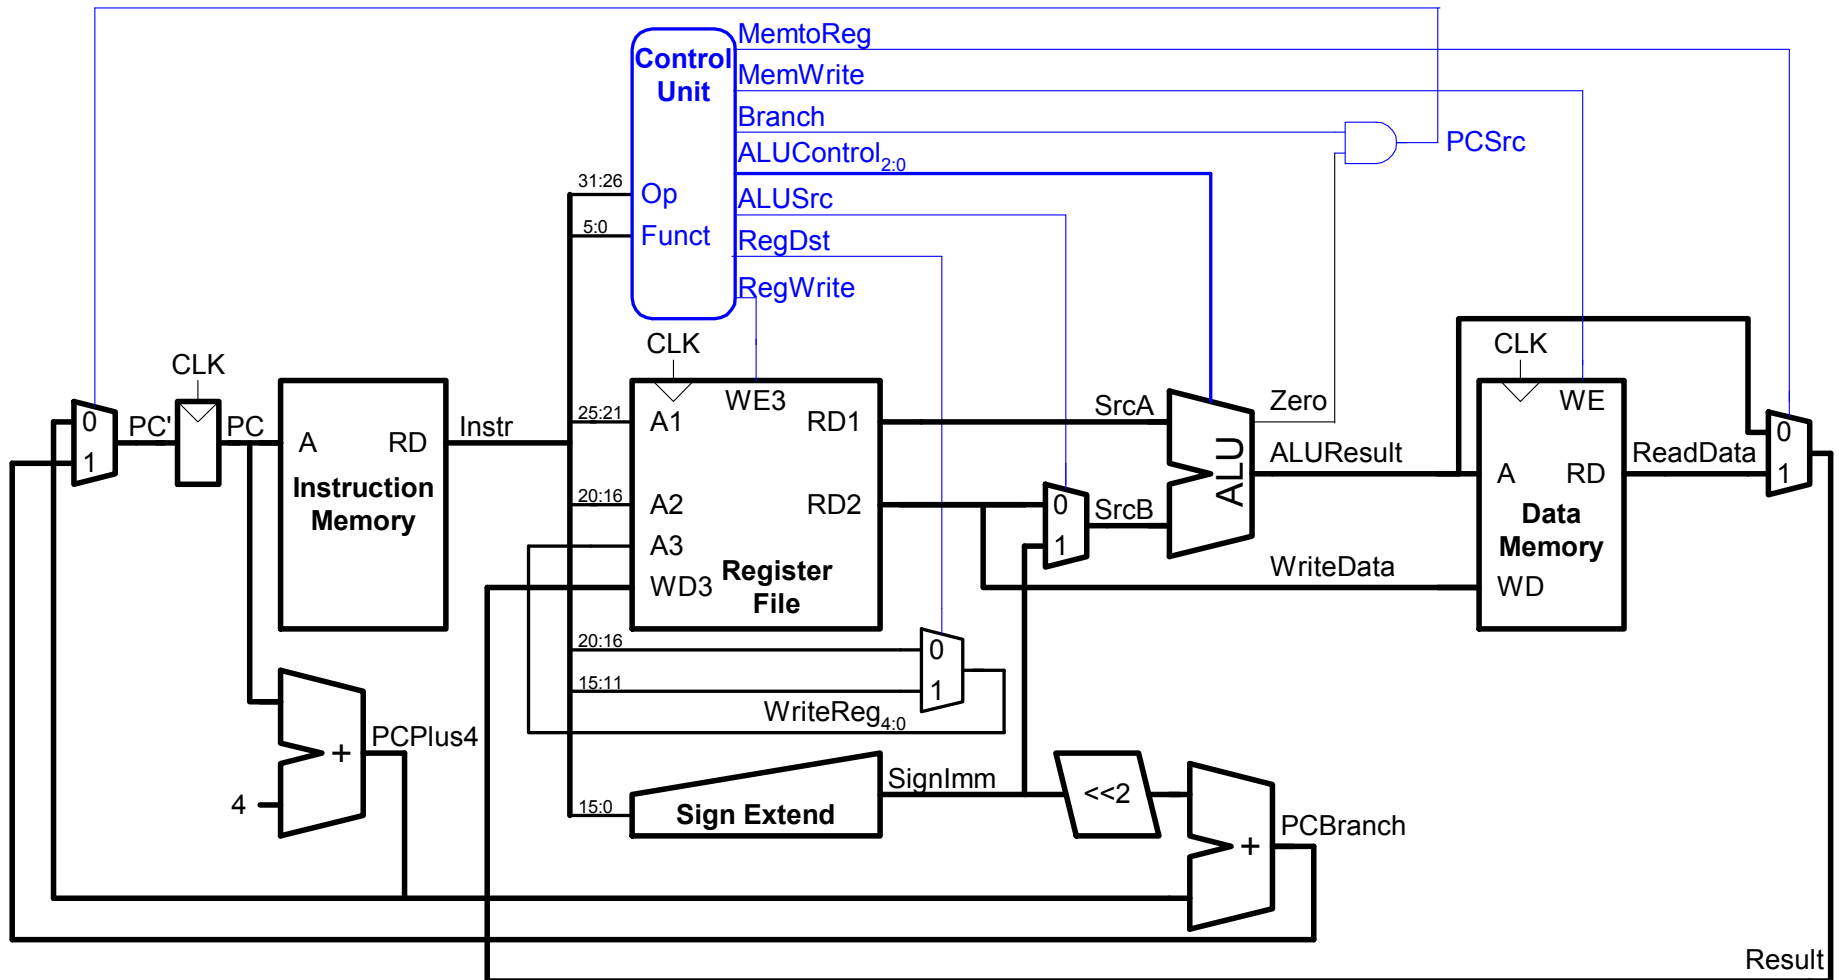 MemtoReg
Control
Unit
MemWrite
Branch
PCSrc
ALUControl2:0
31:26
Op
ALUSrc
5:0
Funct
RegDst
RegWrite
CLK
CLK
CLK
0
1
PC'
PC
A
RD
Instr
Instruction
Memory
25:21
A1
WE3
RD1
SrcA
Zero
ALU
ALUResult
WE
A
RD
ReadData
0
1
20:16
A2
RD2
0
1
SrcB
Data
Memory
A3
WD3
Register
File
WriteData
WD
20:16
0
15:11
1
WriteReg4:0
PCPlus4
+
4
SignImm
15:0
Sign Extend
<<2
PCBranch
+
Result